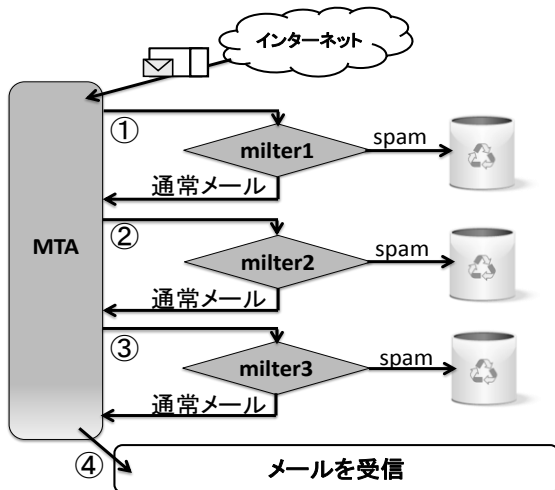 インターネット
①
milter1
spam
通常メール
MTA
②
milter2
spam
通常メール
③
milter3
spam
通常メール
④
メールを受信